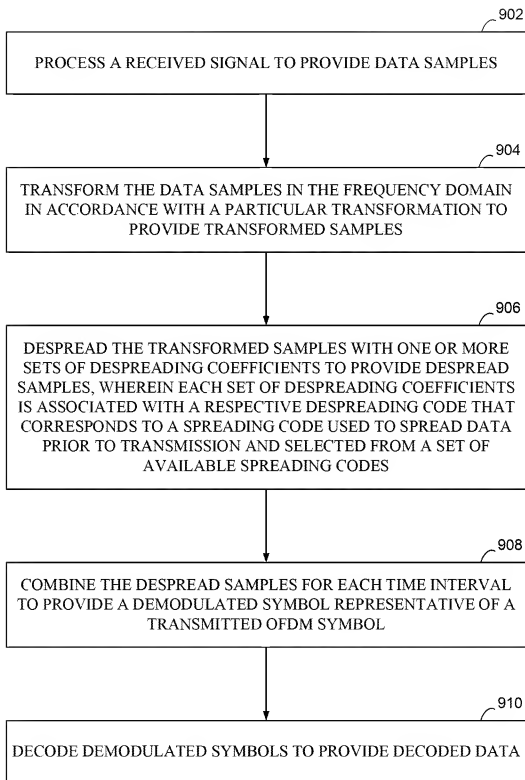 902
PROCESS A RECEIVED SIGNAL TO PROVIDE DATA SAMPLES
904
TRANSFORM THE DATA SAMPLES IN THE FREQUENCY DOMAIN
IN ACCORDANCE WITH A PARTICULAR TRANSFORMATION TO
PROVIDE TRANSFORMED SAMPLES
906
DESPREAD THE TRANSFORMED SAMPLES WITH ONE OR MORE
SETS OF DESPREADING COEFFICIENTS TO PROVIDE DESPREAD
SAMPLES, WHEREIN EACH SET OF DESPREADING COEFFICIENTS
IS ASSOCIATED WITH A RESPECTIVE DESPREADING CODE THAT
CORRESPONDS TO A SPREADING CODE USED TO SPREAD DATA
PRIOR TO TRANSMISSION AND SELECTED FROM A SET OF
AVAILABLE SPREADING CODES
908
COMBINE THE DESPREAD SAMPLES FOR EACH TIME INTERVAL
TO PROVIDE A DEMODULATED SYMBOL REPRESENTATIVE OF A
TRANSMITTED OFDM SYMBOL
910
DECODE DEMODULATED SYMBOLS TO PROVIDE DECODED DATA